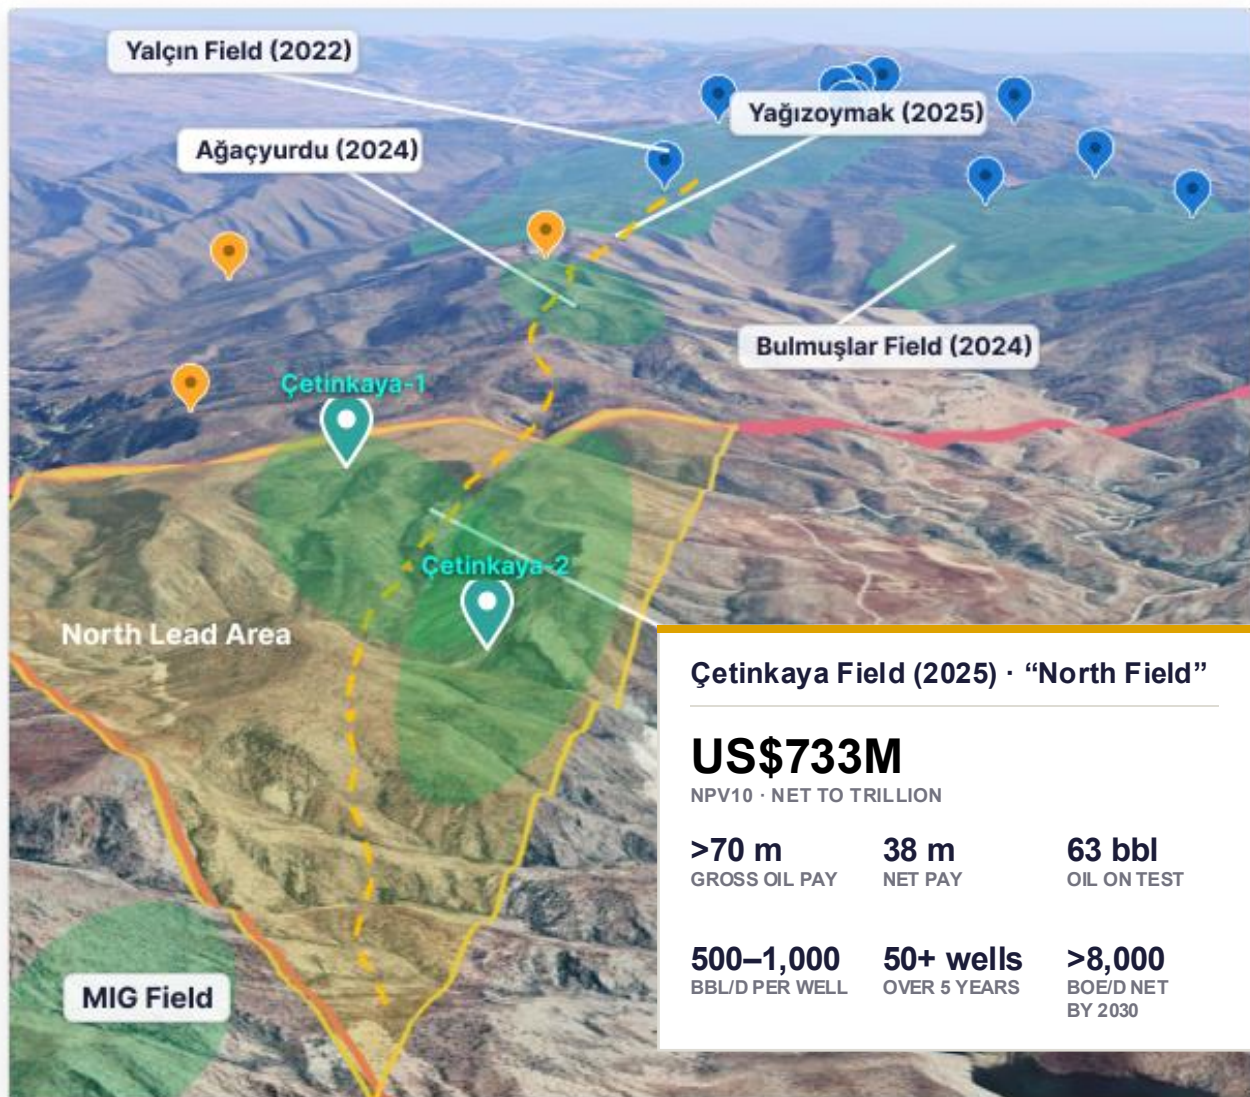 Yalçın Field (2022)
Yağızoymak (2025)
Ağaçyurdu (2024)
Bulmuşlar Field (2024)
Çetinkaya-1
Çetinkaya-2
North Lead Area
MIG Field
Çetinkaya Field (2025) · “North Field”
US$733M
NPV10 · NET TO TRILLION
>70 m
GROSS OIL PAY
38 m
NET PAY
63 bbl
OIL ON TEST
500–1,000
BBL/D PER WELL
50+ wells
OVER 5 YEARS
>8,000
BOE/D NET
BY 2030